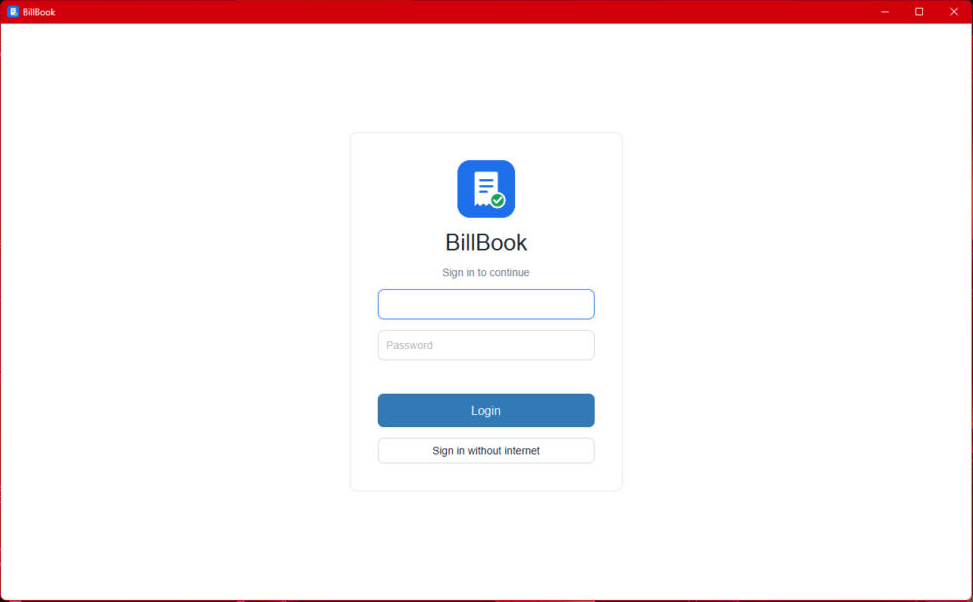 BillBook
BillBook
Sign in to continue
Password
Login
Sign in without internet